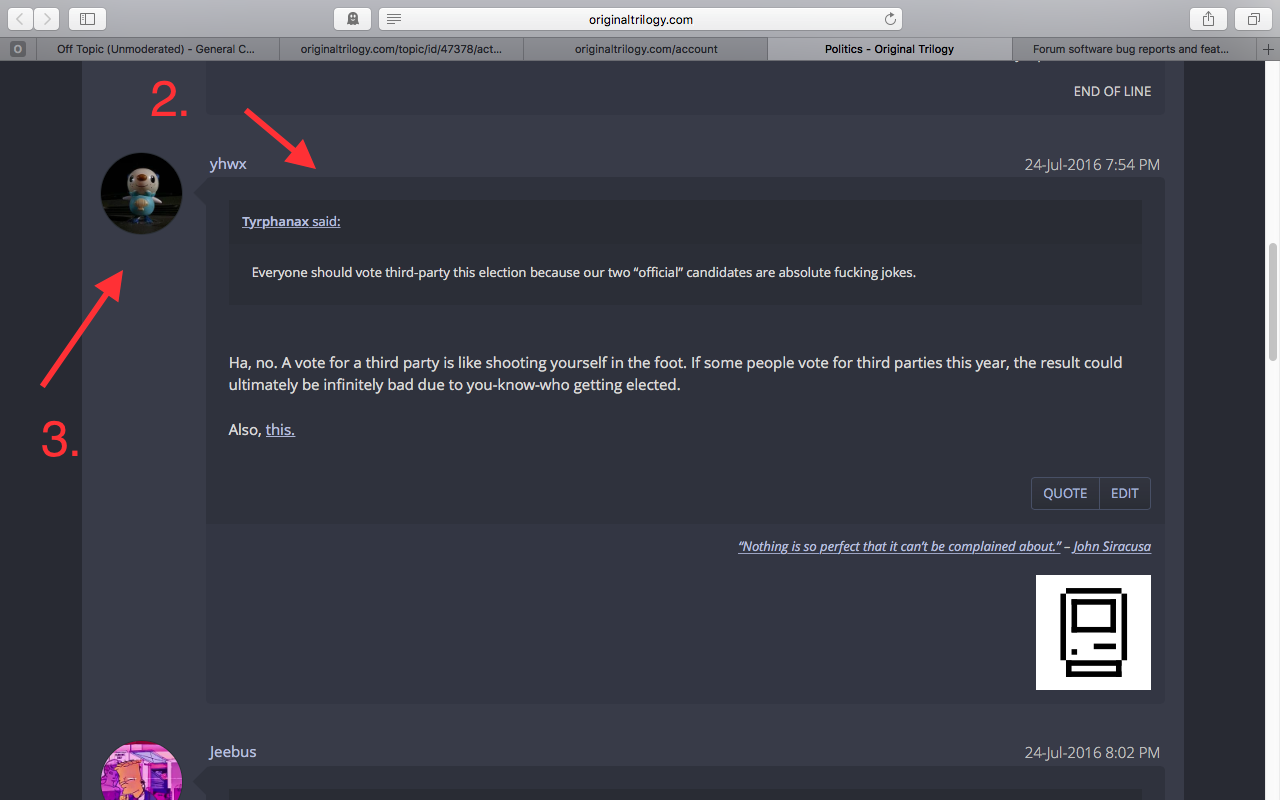 originaltrilogy.com
O
Off Topic (Unmoderated) - General C...
originaltrilogy.com/topic/id/47378/act...
originaltrilogy.com/account
Politics - Original Trilogy
Forum software bug reports and feat...
END OF LINE
2.
yhwx
24-Jul-2016 7:54 PM
Tyrphanax said:
Everyone should vote third-party this election because our two “official” candidates are absolute fucking jokes.
3.
Ha, no. A vote for a third party is like shooting yourself in the foot. If some people vote for third parties this year, the result could
ultimately be infinitely bad due to you-know-who getting elected.
Also, this.
QUOTE
EDIT
“Nothing is so perfect that it can’t be complained about.” – John Siracusa
Jeebus
24-Jul-2016 8:02 PM